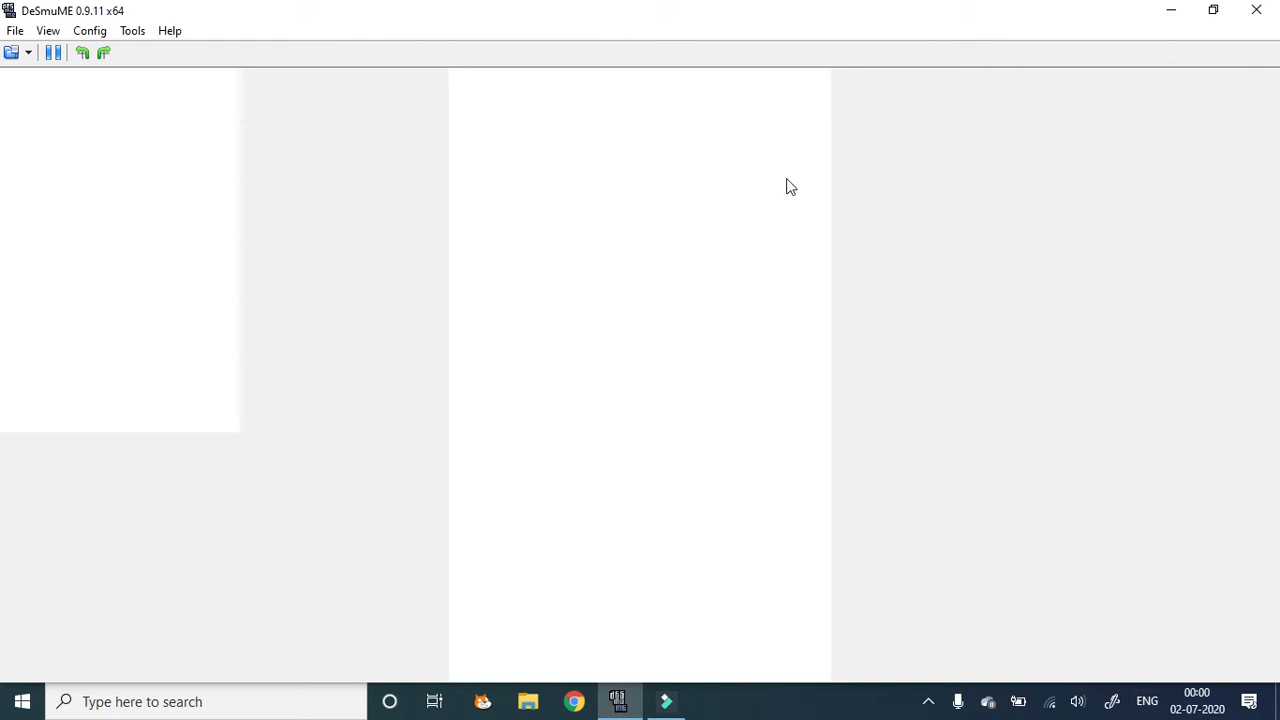 DeSmuME 0.9.11 x64
File View Config Tools Help
Type here to search
ENG
00:00
02-07-2020